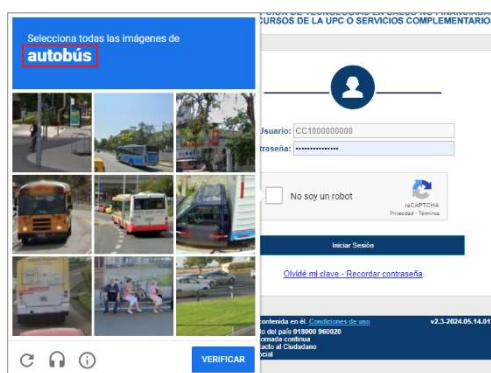 Selecciona todas las imágenes de
autobús
VERIFICAR
CURSOS DE LA UPC O SERVICIOS COMPLEMENTARIO
Usuario: CC1000000000
traseña: ••••••••••••••
No soy un robot
reCAPTCHA
Privacidad - Términos
Iniciar Sesión
Olvidé mi clave - Recordar contraseña
contenida en él. Condiciones de uso
v2.3-2024.05.14.01
to del país 018000 960020
ornada continua
tacto al Ciudadano
ocial